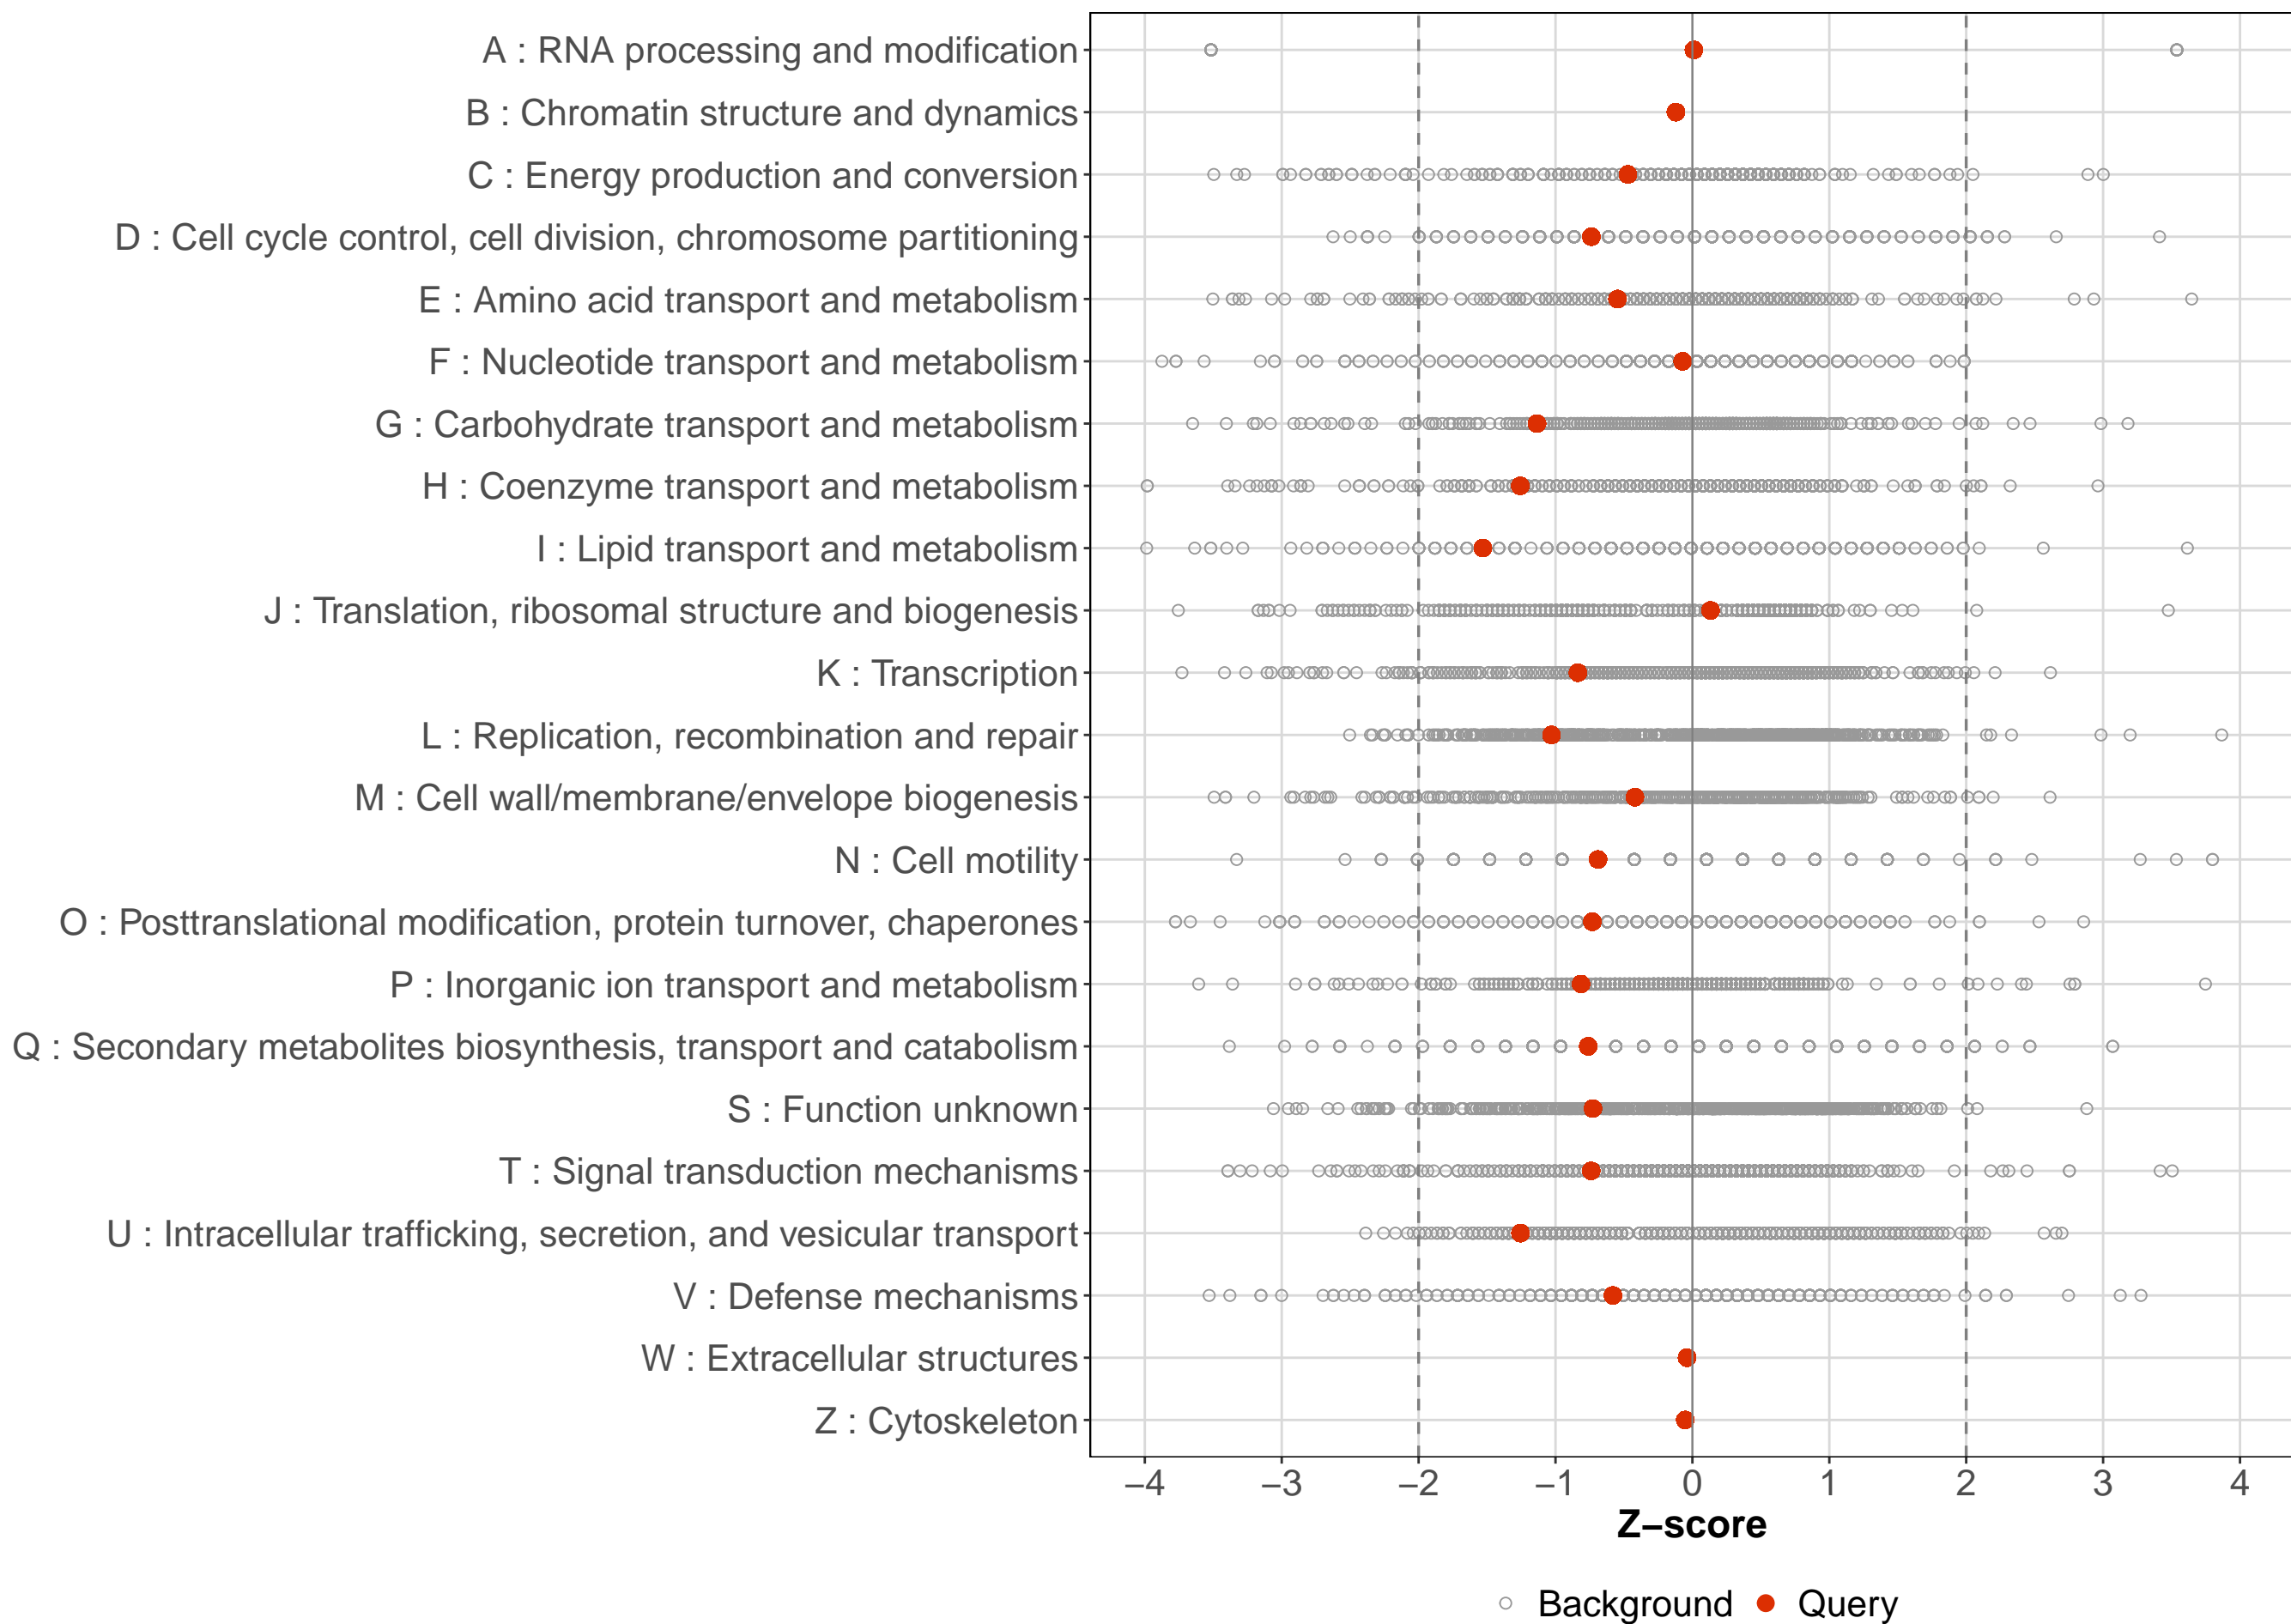 A : RNA processing and modification
B : Chromatin structure and dynamics
C : Energy production and conversion
D : Cell cycle control, cell division, chromosome partitioning
E : Amino acid transport and metabolism
F : Nucleotide transport and metabolism
G : Carbohydrate transport and metabolism
H : Coenzyme transport and metabolism
I : Lipid transport and metabolism
J : Translation, ribosomal structure and biogenesis
K : Transcription
L : Replication, recombination and repair
M : Cell wall/membrane/envelope biogenesis
N : Cell motility
O : Posttranslational modification, protein turnover, chaperones
P : Inorganic ion transport and metabolism
Q : Secondary metabolites biosynthesis, transport and catabolism
S : Function unknown
T : Signal transduction mechanisms
U : Intracellular trafficking, secretion, and vesicular transport
V : Defense mechanisms
W : Extracellular structures
Z : Cytoskeleton
−4 −3 −2 −1 0 1 2 3 4
Z−score
Background Query